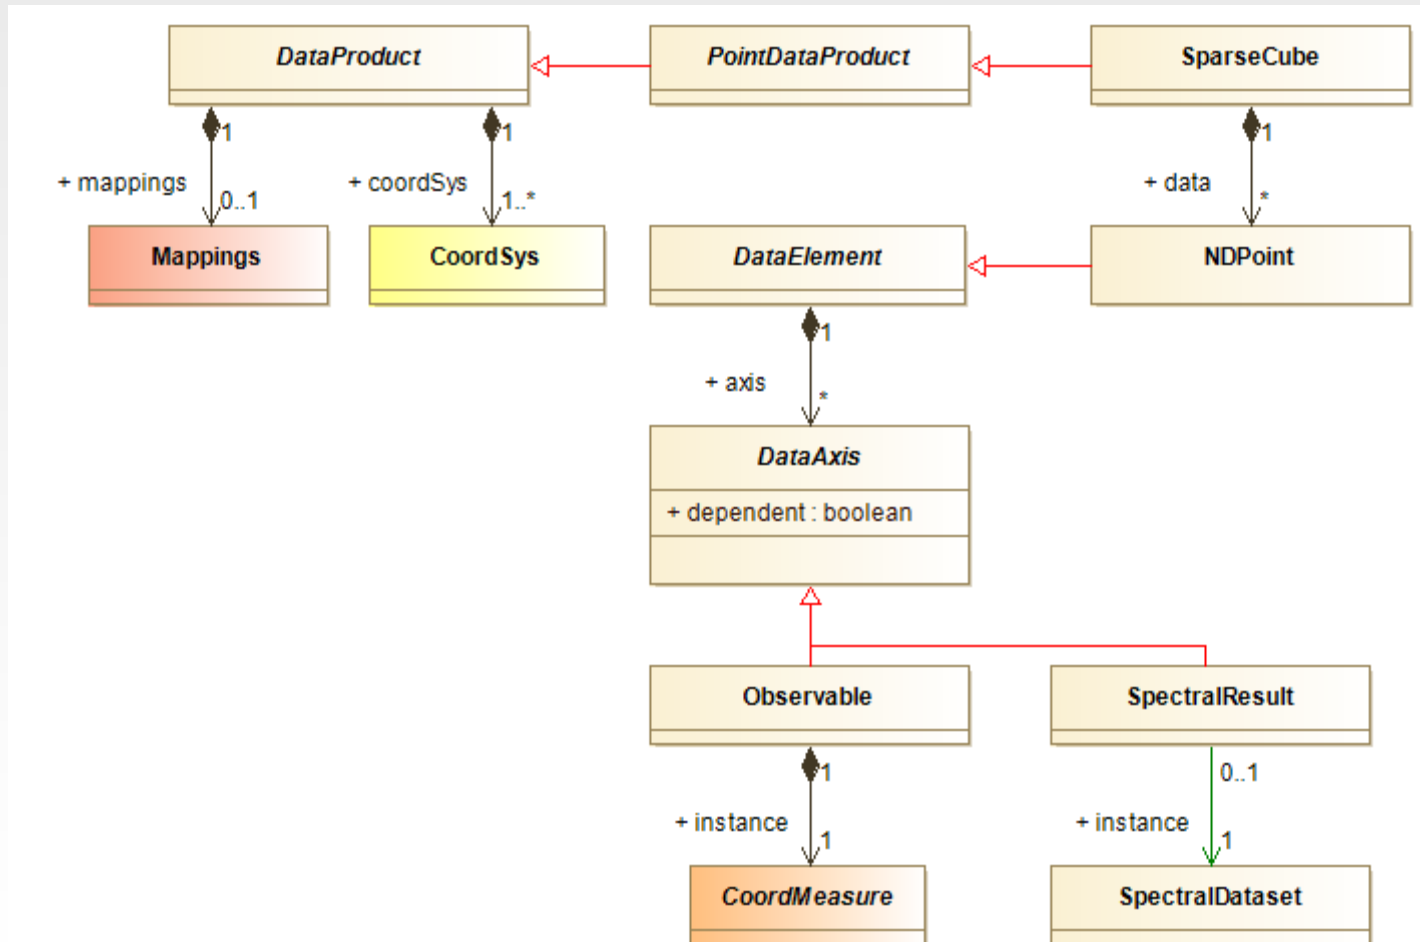 DataProduct
PointDataProduct
SparseCube
1
1
1
+ mappings
+ coordSys
+ data
0..1
1..*
*
Mappings
CoordSys
DataElement
NDPoint
1
+ axis
*
DataAxis
+ dependent : boolean
Observable
SpectralResult
1
0..1
+ instance
+ instance
1
1
CoordMeasure
SpectralDataset